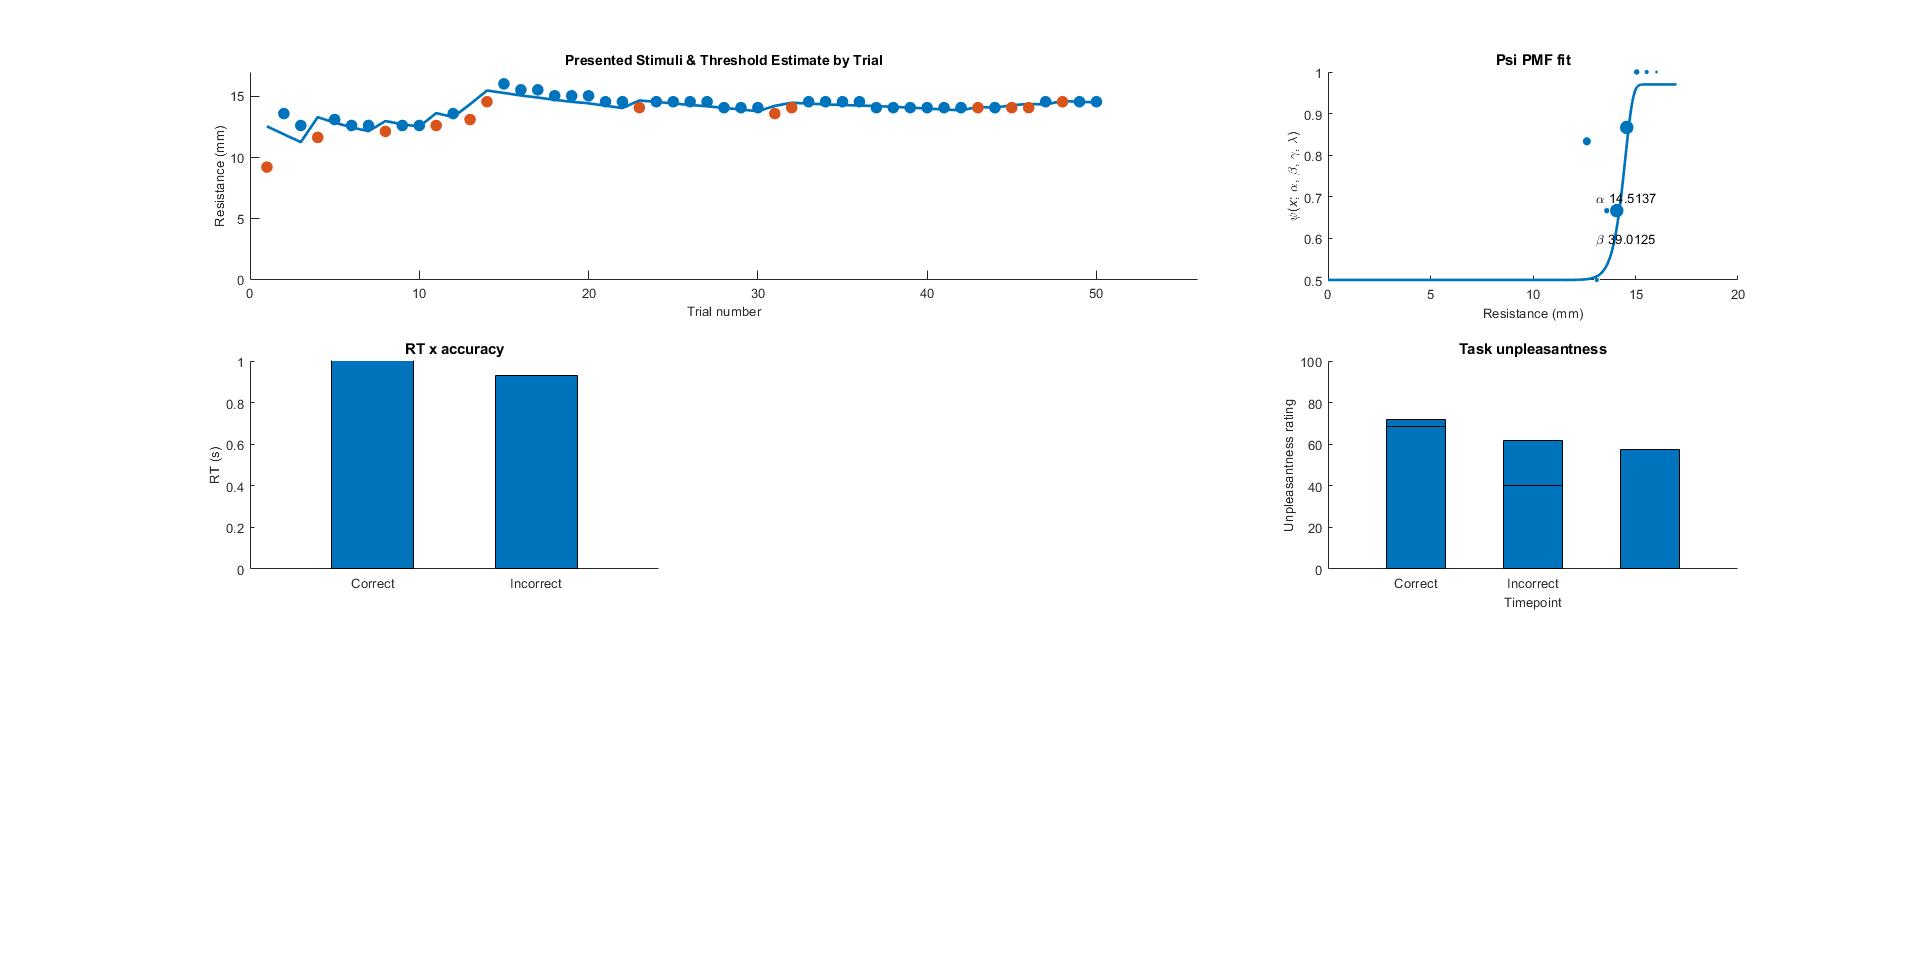 Presented Stimuli & Threshold Estimate by Trial
Resistance (mm)
15
10
5
0
0 10 20 30 40 50
Trial number
Psi PMF fit
ψ(x; α, β, γ, λ)
1
0.9
0.8
0.7
0.6
0.5
α 14.5137
β 39.0125
0 5 10 15 20
Resistance (mm)
RT x accuracy
RT (s)
1
0.8
0.6
0.4
0.2
0
Correct Incorrect
Task unpleasantness
Unpleasantness rating
100
80
60
40
20
0
Correct Incorrect
Timepoint